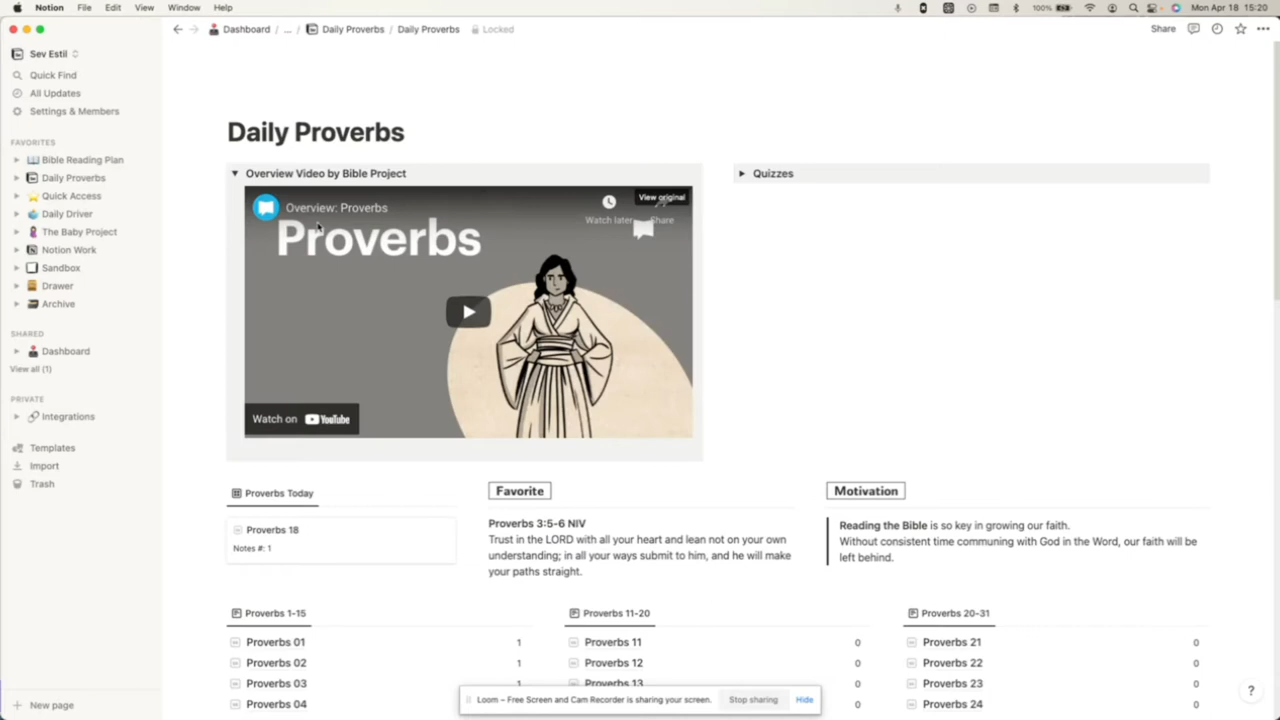 Notion File Edit View Window Help
100% Mon Apr 18 15:20
Dashboard / ... / Daily Proverbs / Daily Proverbs Locked
Share
Sev Estil
Quick Find
All Updates
Settings & Members
FAVORITES
Bible Reading Plan
Daily Proverbs
Quick Access
Daily Driver
The Baby Project
Notion Work
Sandbox
Drawer
Archive
SHARED
Dashboard
View all (1)
PRIVATE
Integrations
Templates
Import
Trash
New page
Daily Proverbs
Overview Video by Bible Project
Overview: Proverbs
View original
Watch later
Share
Proverbs
Watch on YouTube
Quizzes
Proverbs Today
Proverbs 18
Notes #: 1
Favorite
Proverbs 3:5-6 NIV
Trust in the LORD with all your heart and lean not on your own
understanding; in all your ways submit to him, and he will make
your paths straight.
Motivation
Reading the Bible is so key in growing our faith.
Without consistent time communing with God in the Word, our faith will be
left behind.
Proverbs 1-15
Proverbs 01 1
Proverbs 02 1
Proverbs 03 1
Proverbs 04
Proverbs 11-20
Proverbs 11 0
Proverbs 12 0
Proverbs 13 0
Proverbs 20-31
Proverbs 21 0
Proverbs 22 0
Proverbs 23 0
Proverbs 24 0
Loom – Free Screen and Cam Recorder is sharing your screen. Stop sharing Hide
?